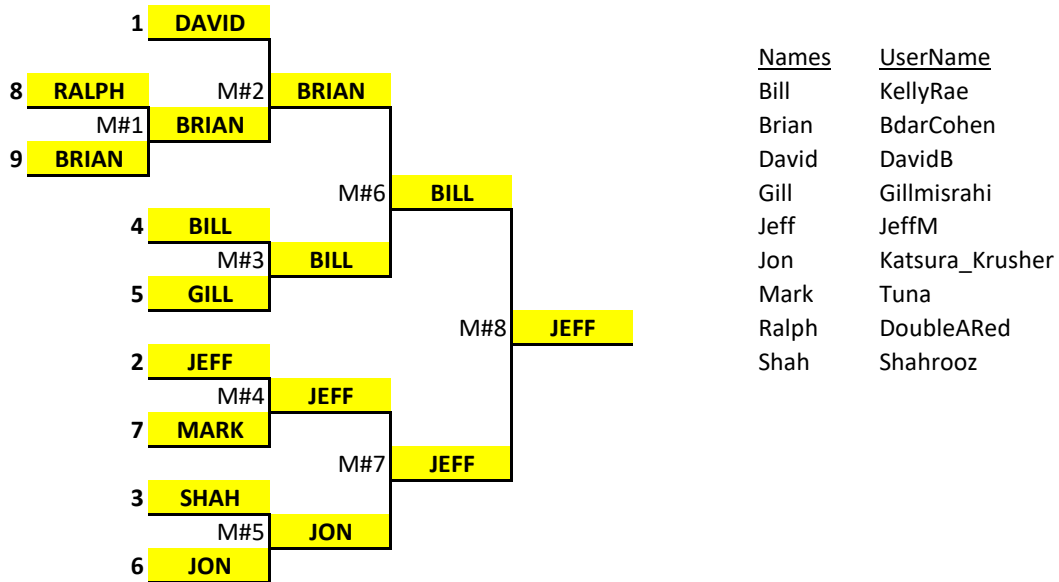 1 DAVID
Names UserName
8 RALPH M#2 BRIAN
Bill KellyRae
M#1 BRIAN
Brian BdarCohen
9 BRIAN
David DavidB
M#6 BILL
Gill Gillmisrahi
4 BILL
Jeff JeffM
M#3 BILL
Jon Katsura_Krusher
5 GILL
Mark Tuna
M#8 JEFF
Ralph DoubleARed
2 JEFF
Shah Shahrooz
M#4 JEFF
7 MARK
M#7 JEFF
3 SHAH
M#5 JON
6 JON